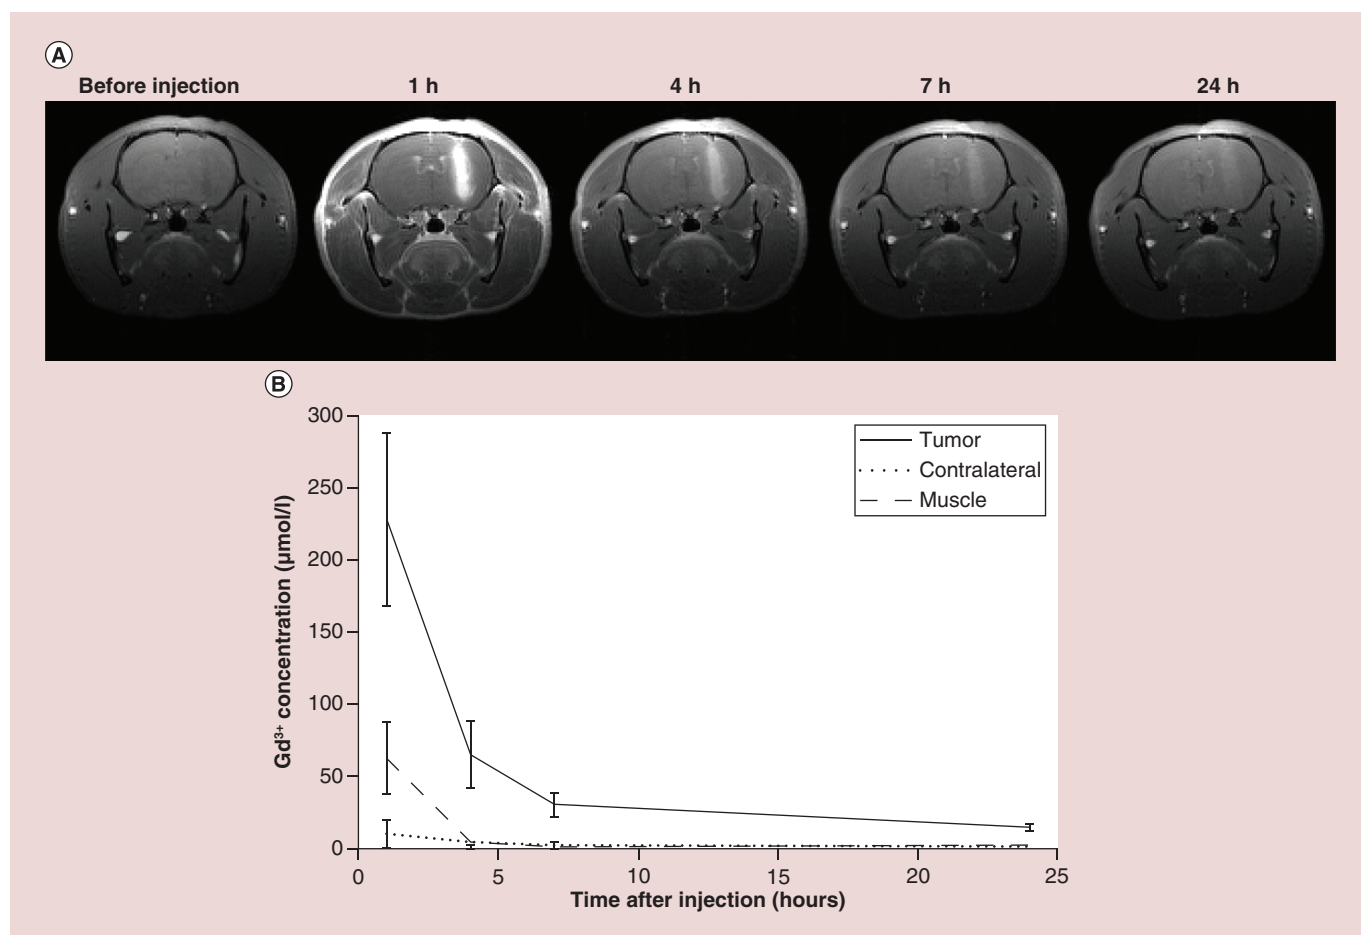 A
Before injection 1 h 4 h 7 h 24 h
B
300
250
200
150
100
50
0
Gd³⁺ concentration (µmol/l)
Tumor
Contralateral
Muscle
0 5 10 15 20 25
Time after injection (hours)